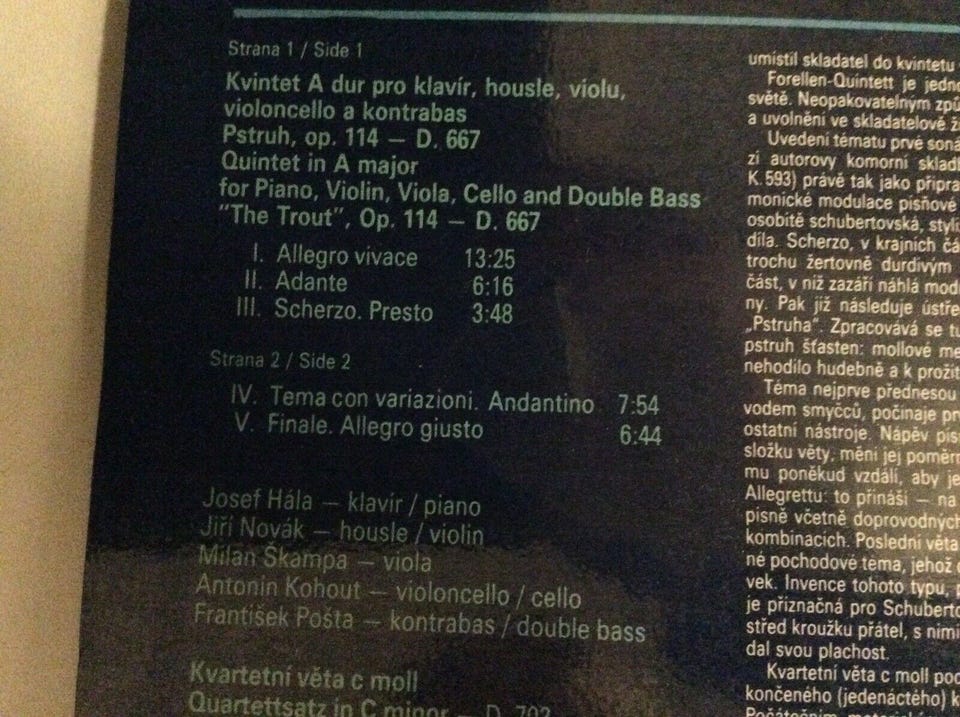 Strana 1 / Side 1
Kvintet A dur pro klavír, housle, violu,
violoncello a kontrabas
Pstruh, op. 114 — D. 667
Quintet in A major
for Piano, Violin, Viola, Cello and Double Bass
"The Trout", Op. 114 — D. 667
I. Allegro vivace 13:25
II. Adante 6:16
III. Scherzo. Presto 3:48
Strana 2 / Side 2
IV. Tema con variazioni. Andantino 7:54
V. Finale. Allegro giusto 6:44
Josef Hála — klavír / piano
Jiří Novák — housle / violin
Milan Škampa — viola
Antonín Kohout — violoncello / cello
František Pošta — kontrabas / double bass
Kvartetní věta c moll
Quartettsatz in C minor — D. 703
umístil skladatel do kvintetu
Forellen-Quintett je jedno
světě. Neopakovatelným způ
a uvolnění ve skladatelově ž
Uvedení tématu prvé soná
zí autorovy komorní sklad
K. 593) právě tak jako připra
monické modulace písňové
osobitě schubertovská, styli
díla. Scherzo, v krajních čá
trochu žertovně durdivým
část, v níž zazáří náhlá mod
ny. Pak již následuje ústře
„Pstruha". Zpracovává se tu
pstruh šťasten: mollové me
nehodilo hudebně a k prožit
Téma nejprve přednesou
vodem smyčců, počínaje pr
ostatní nástroje. Nápěv pís
složku věty, mění jej poměrn
mu poněkud vzdálí, aby je
Allegrettu: to přináší — na
písně včetně doprovodných
kombinacích. Poslední věta
né pochodové téma, jehož
vek. Invence tohoto typu, p
je příznačná pro Schuberto
střed kroužku přátel, s nimi
dal svou plachost.
Kvartetní věta c moll poc
končeného (jedenáctého) k